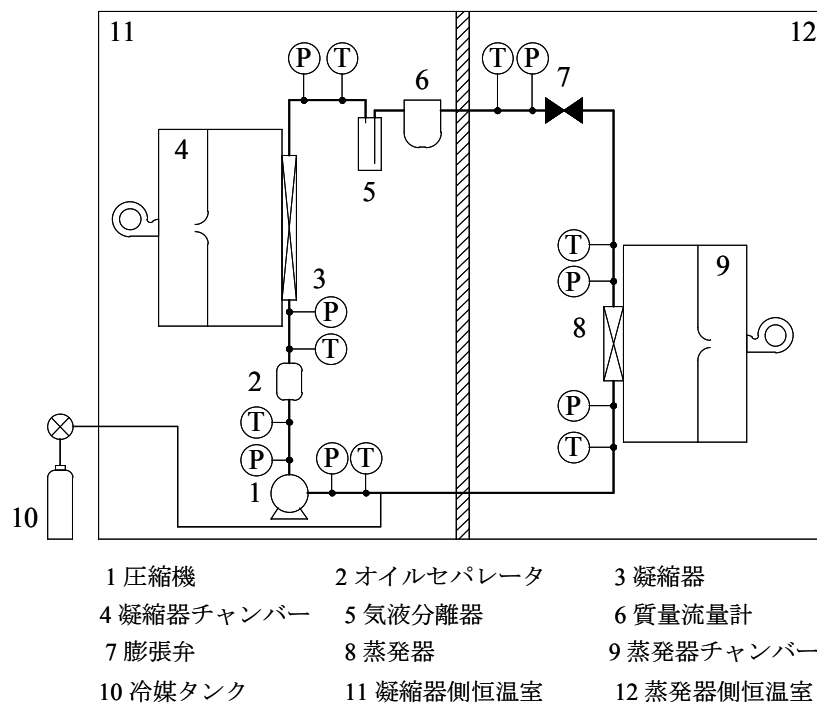 11
12
P T
6
T P
7
4
5
T
9
3
P
P
8
T
2
P
T
T
P
P T
1
10
1 圧縮機 2 オイルセパレータ 3 凝縮器
4 凝縮器チャンバー 5 気液分離器 6 質量流量計
7 膨張弁 8 蒸発器 9 蒸発器チャンバー
10 冷媒タンク 11 凝縮器側恒温室 12 蒸発器側恒温室